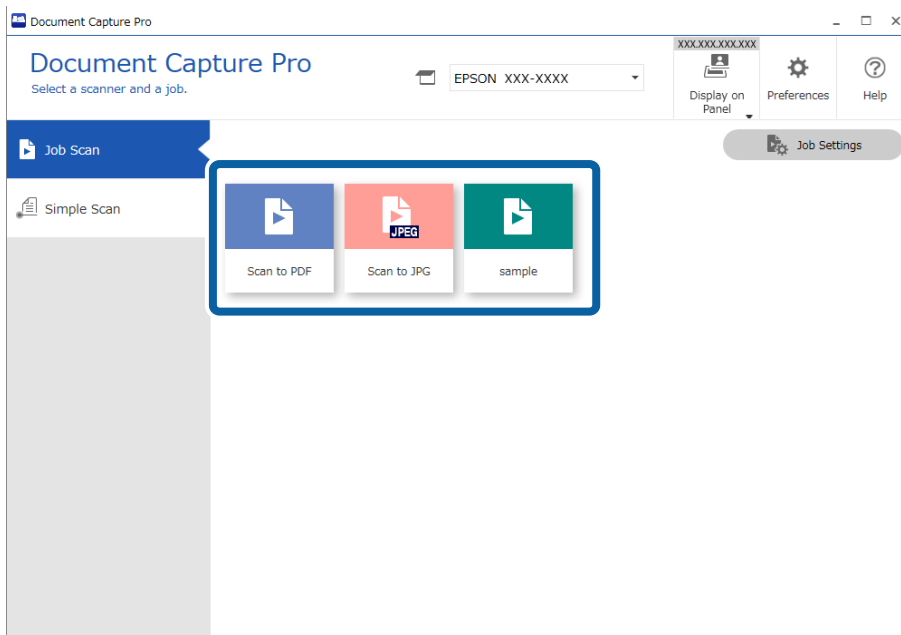 Document Capture Pro
Document Capture Pro
Select a scanner and a job.
EPSON XXX-XXXX
XXX.XXX.XXX.XXX
Display on
Panel
Preferences
Help
Job Scan
Job Settings
Simple Scan
JPEG
Scan to PDF
Scan to JPG
sample